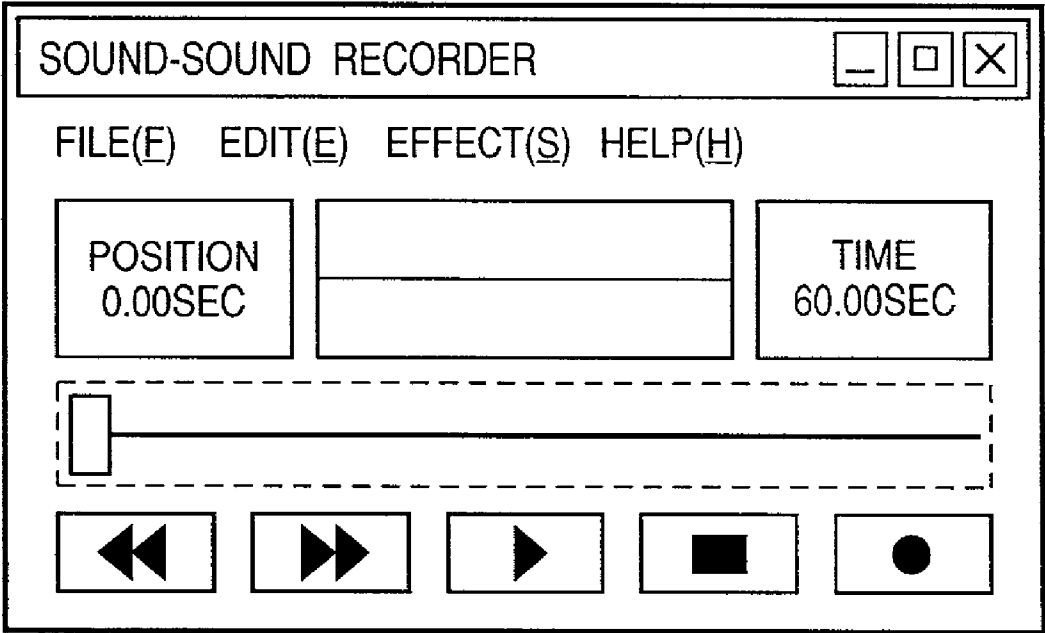 SOUND-SOUND RECORDER
FILE(F) EDIT(E) EFFECT(S) HELP(H)
POSITION
0.00SEC
TIME
60.00SEC